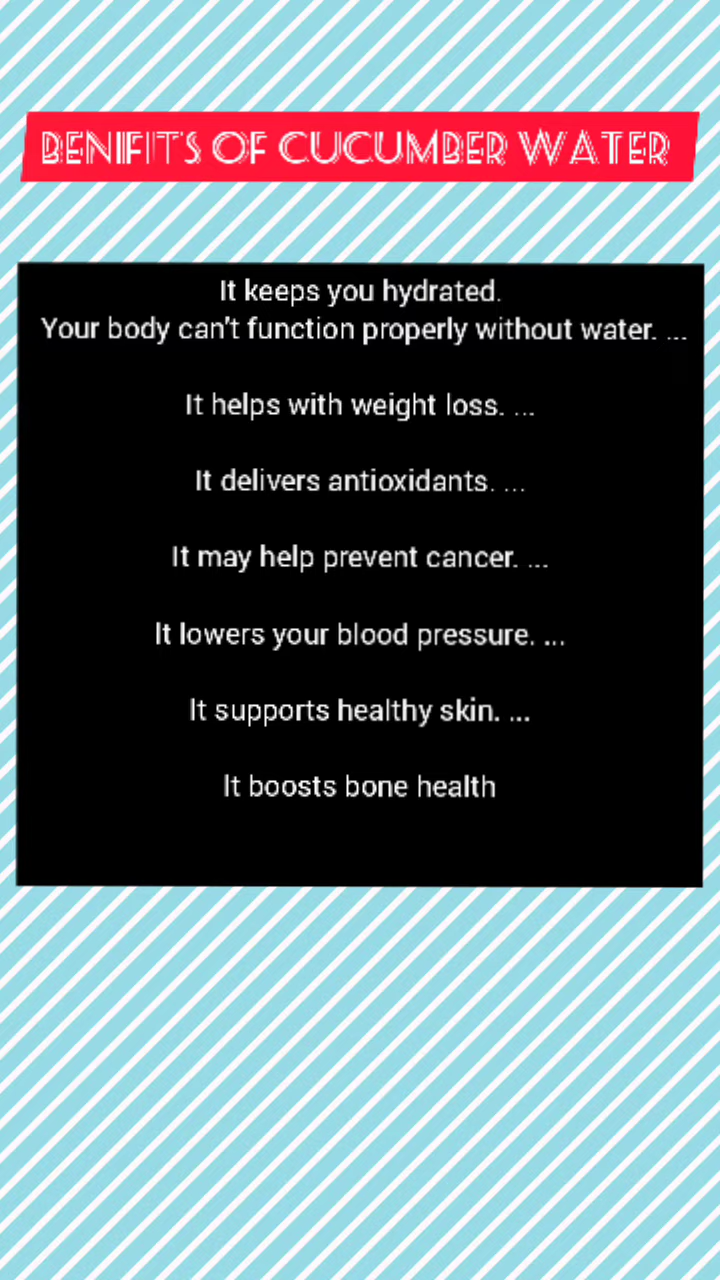 BENIFIT'S OF CUCUMBER WATER
It keeps you hydrated.
Your body can't function properly without water. ...
It helps with weight loss. ...
It delivers antioxidants. ...
It may help prevent cancer. ...
It lowers your blood pressure. ...
It supports healthy skin. ...
It boosts bone health